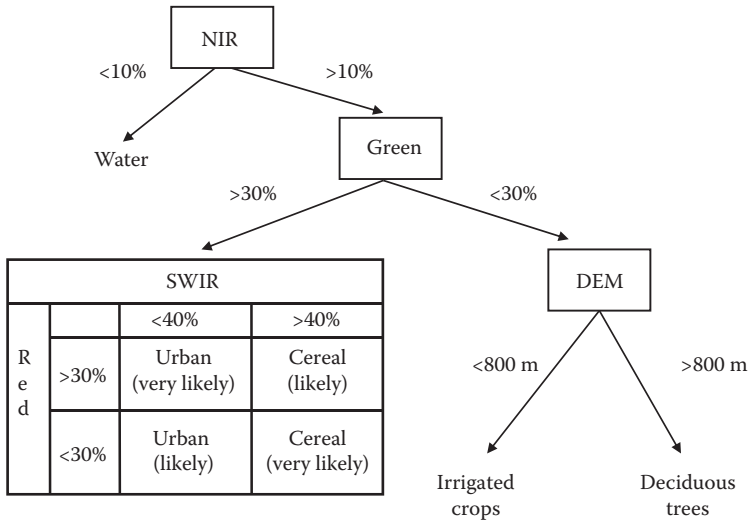 NIR
<10%
>10%
Water
Green
>30%
<30%
SWIR
<40%
>40%
Red
>30%
Urban
(very likely)
Cereal
(likely)
<30%
Urban
(likely)
Cereal
(very likely)
DEM
<800 m
>800 m
Irrigated
crops
Deciduous
trees